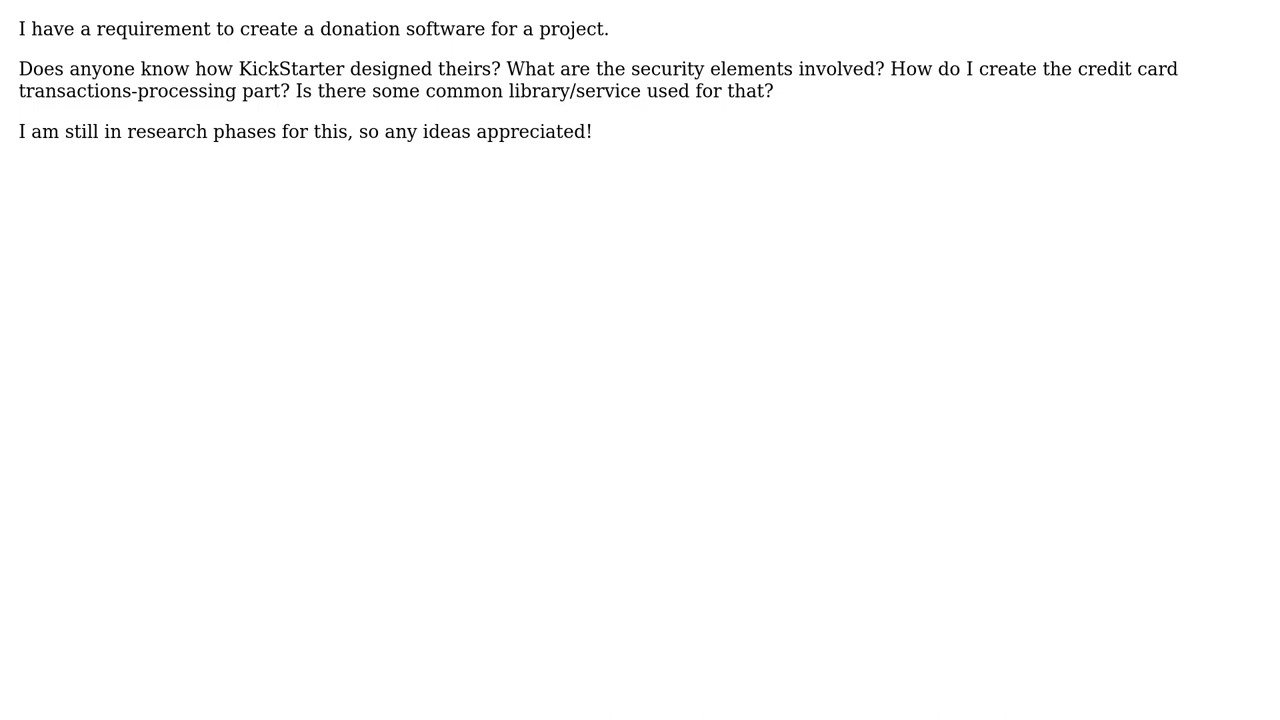 I have a requirement to create a donation software for a project.
Does anyone know how KickStarter designed theirs? What are the security elements involved? How do I create the credit card
transactions-processing part? Is there some common library/service used for that?
I am still in research phases for this, so any ideas appreciated!